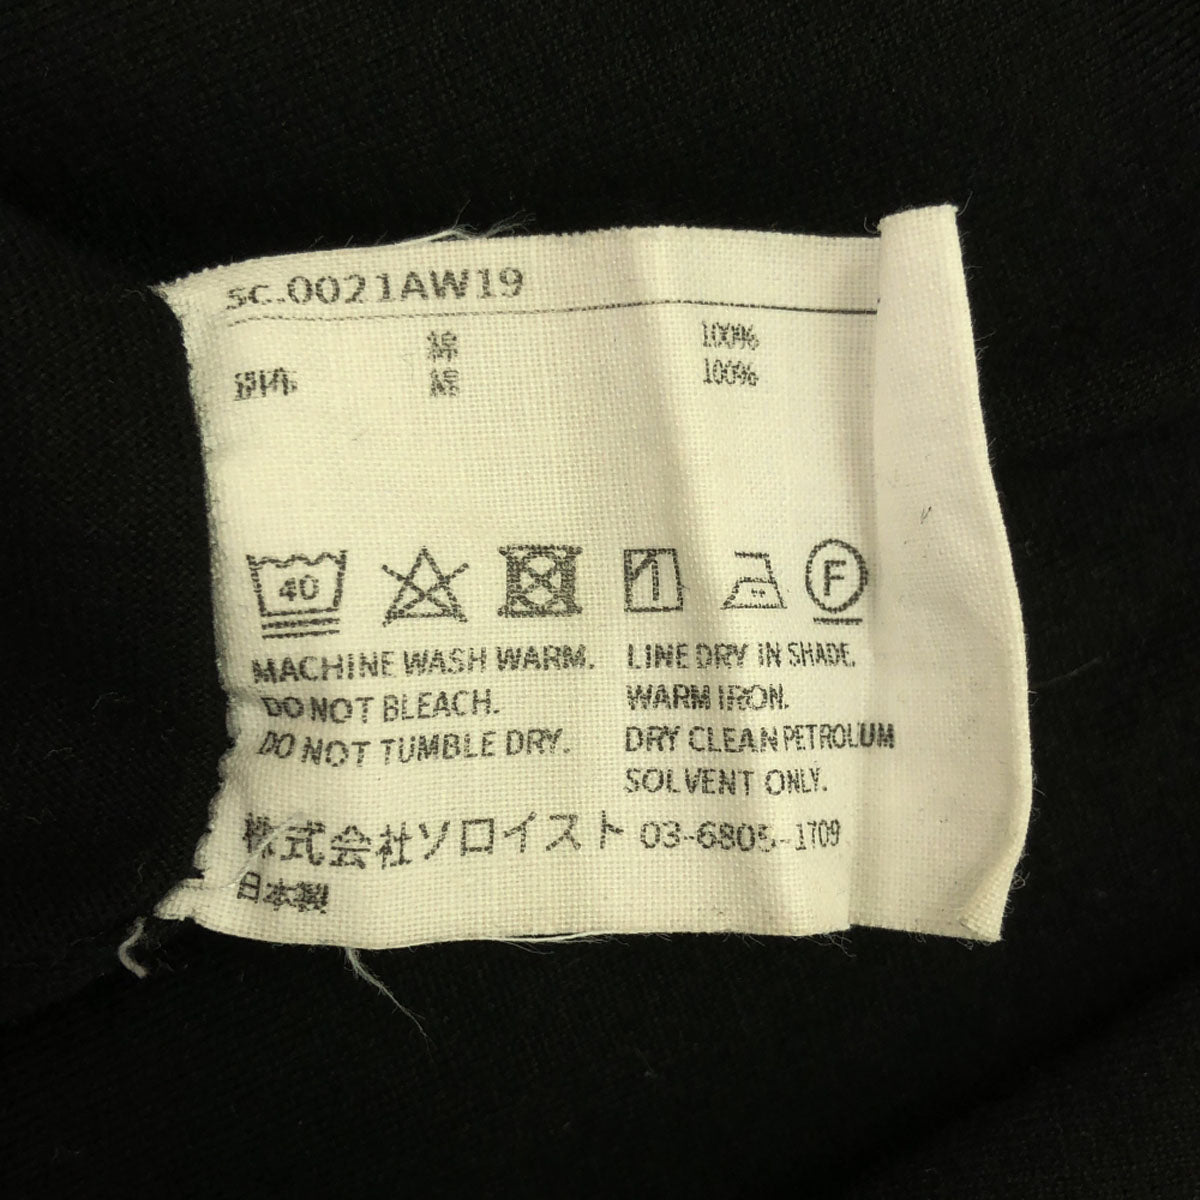 sc.0021AW19
綿 100%
別布 綿 100%
40 F
MACHINE WASH WARM.
DO NOT BLEACH.
DO NOT TUMBLE DRY.
LINE DRY IN SHADE.
WARM IRON.
DRY CLEAN PETROLUM
SOLVENT ONLY.
株式会社ソロイスト 03-6805-1709
日本製